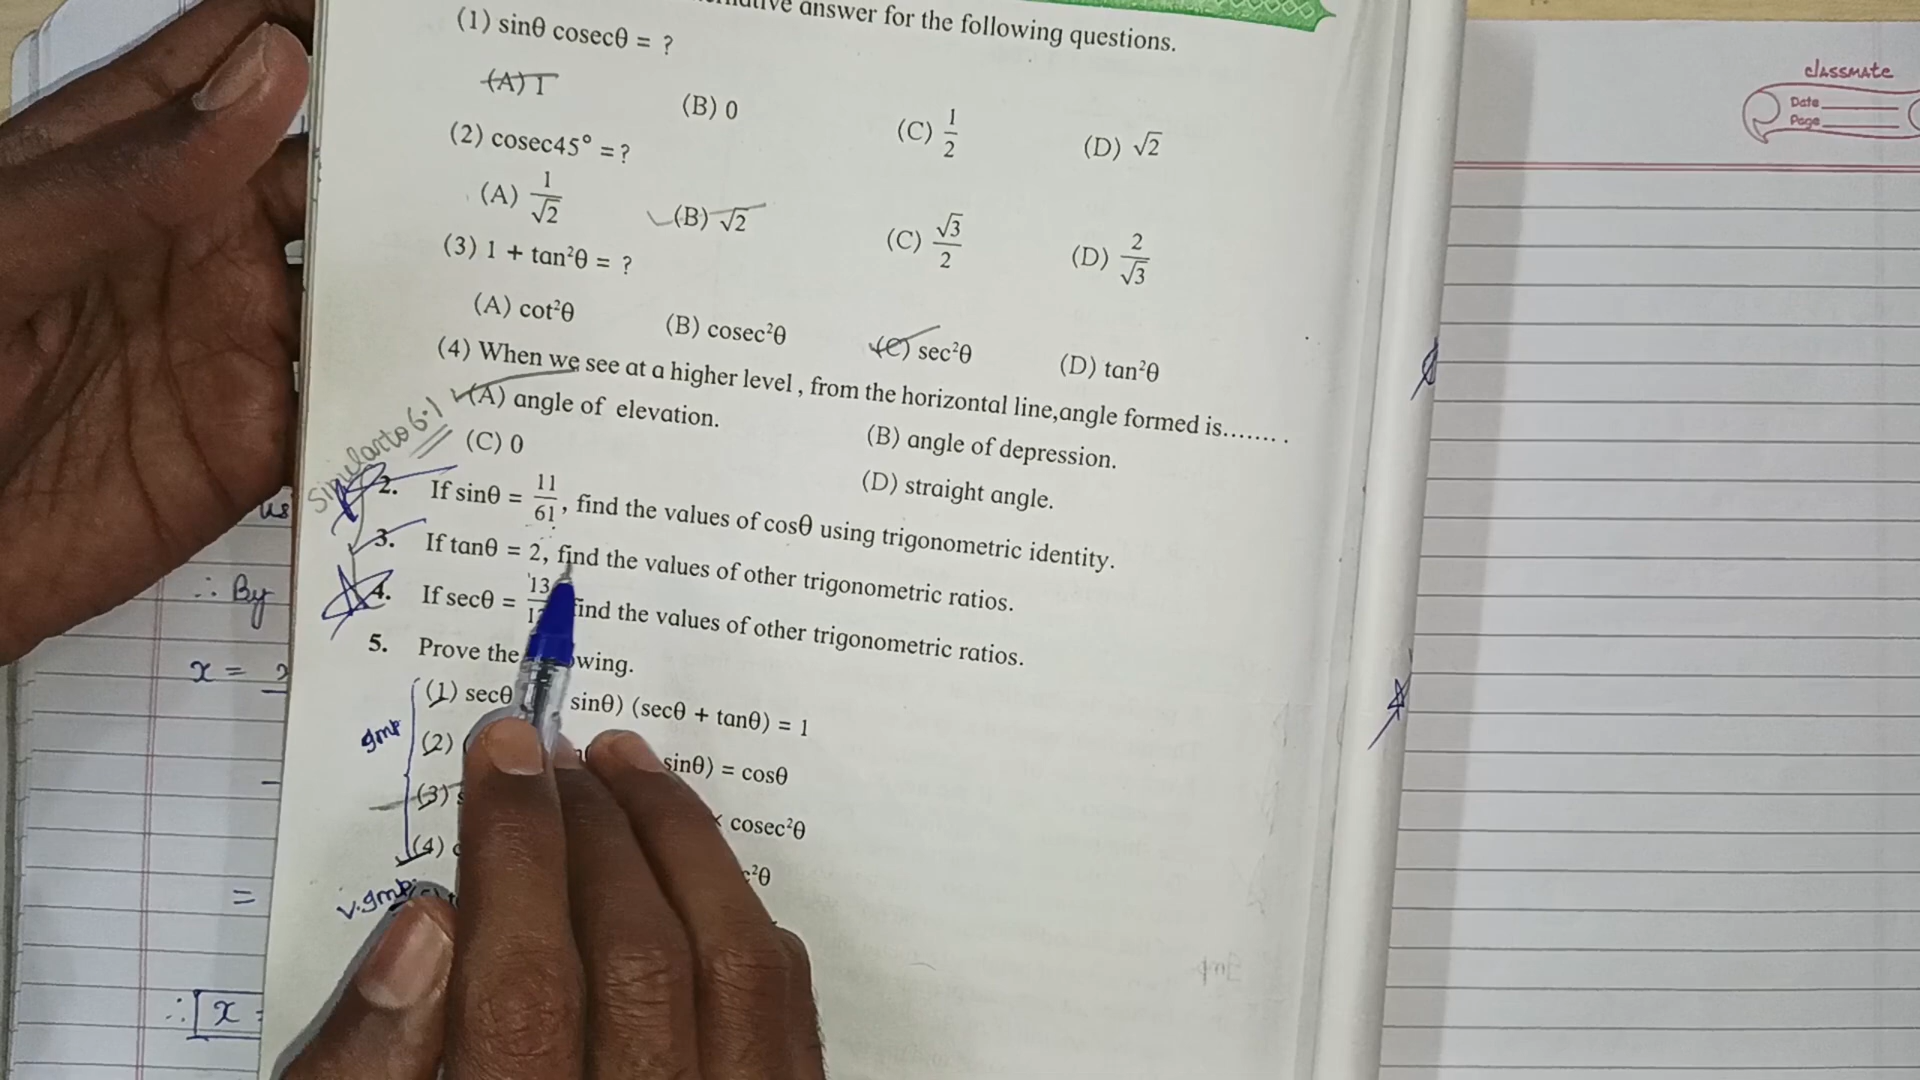 answer for the following questions.
(1) sinθ cosecθ = ?
(A) 1 (B) 0 (C) 1/2 (D) √2
(2) cosec45° = ?
(A) 1/√2 (B) √2 (C) √3/2 (D) 2/√3
(3) 1 + tan²θ = ?
(A) cot²θ (B) cosec²θ (C) sec²θ (D) tan²θ
(4) When we see at a higher level , from the horizontal line,angle formed is....... .
(A) angle of elevation. (B) angle of depression.
(C) 0 (D) straight angle.
to 6.1
2. If sinθ = 11/61, find the values of cosθ using trigonometric identity.
3. If tanθ = 2, find the values of other trigonometric ratios.
4. If secθ = 13 find the values of other trigonometric ratios.
5. Prove the
(1) secθ sinθ) (secθ + tanθ) = 1
(2) sinθ) = cosθ
(3) cosec²θ
(4)
Imp
V.Imp
classmate
Date
Page
∴ By
x =
=
∴ x =